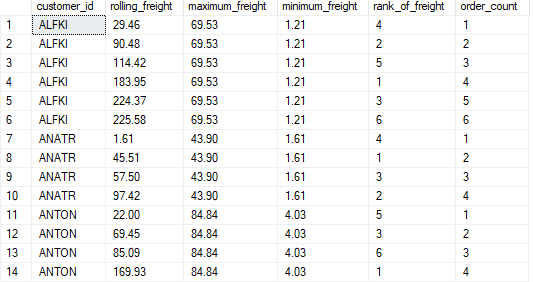 customer_id rolling_freight maximum_freight minimum_freight rank_of_freight order_count
1 ALFKI 29.46 69.53 1.21 4 1
2 ALFKI 90.48 69.53 1.21 2 2
3 ALFKI 114.42 69.53 1.21 5 3
4 ALFKI 183.95 69.53 1.21 1 4
5 ALFKI 224.37 69.53 1.21 3 5
6 ALFKI 225.58 69.53 1.21 6 6
7 ANATR 1.61 43.90 1.61 4 1
8 ANATR 45.51 43.90 1.61 1 2
9 ANATR 57.50 43.90 1.61 3 3
10 ANATR 97.42 43.90 1.61 2 4
11 ANTON 22.00 84.84 4.03 5 1
12 ANTON 69.45 84.84 4.03 3 2
13 ANTON 85.09 84.84 4.03 6 3
14 ANTON 169.93 84.84 4.03 1 4